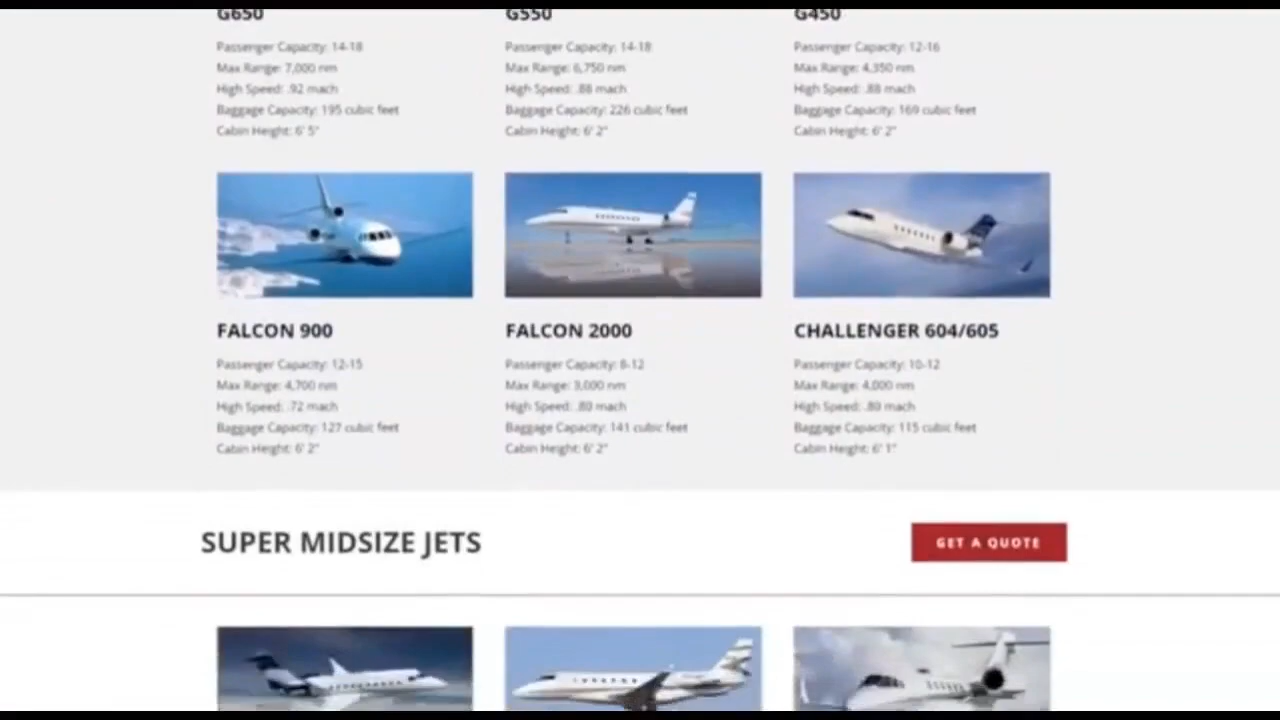 G650
Passenger Capacity: 14-18
Max Range: 7,000 nm
High Speed: .92 mach
Baggage Capacity: 195 cubic feet
Cabin Height: 6' 5"
G550
Passenger Capacity: 14-18
Max Range: 6,750 nm
High Speed: .88 mach
Baggage Capacity: 226 cubic feet
Cabin Height: 6' 2"
G450
Passenger Capacity: 12-16
Max Range: 4,350 nm
High Speed: .88 mach
Baggage Capacity: 169 cubic feet
Cabin Height: 6' 2"
FALCON 900
Passenger Capacity: 12-15
Max Range: 4,700 nm
High Speed: .72 mach
Baggage Capacity: 127 cubic feet
Cabin Height: 6' 2"
FALCON 2000
Passenger Capacity: 8-12
Max Range: 3,000 nm
High Speed: .80 mach
Baggage Capacity: 141 cubic feet
Cabin Height: 6' 2"
CHALLENGER 604/605
Passenger Capacity: 10-12
Max Range: 4,000 nm
High Speed: .80 mach
Baggage Capacity: 115 cubic feet
Cabin Height: 6' 1"
SUPER MIDSIZE JETS
GET A QUOTE